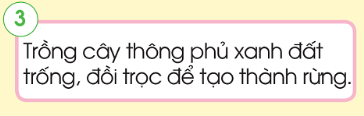 3
Trồng cây thông phủ xanh đất
trống, đồi trọc để tạo thành rừng.